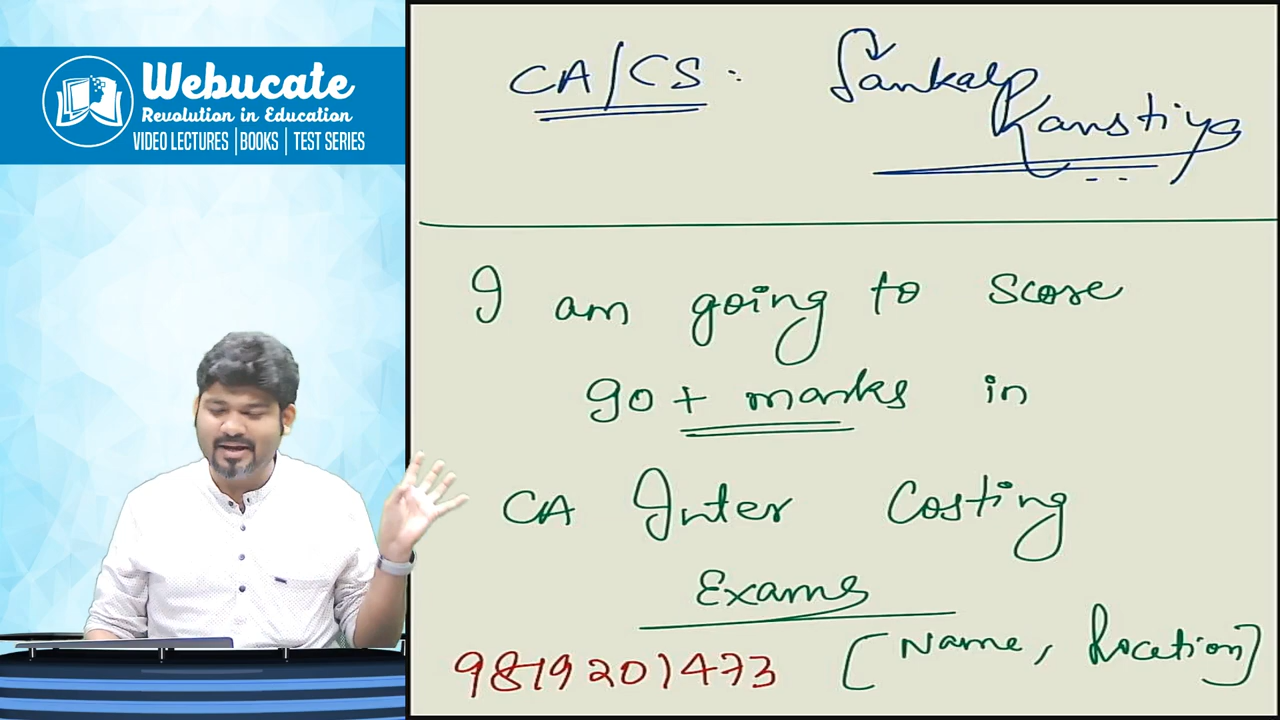 Webucate
Revolution in Education
VIDEO LECTURES | BOOKS | TEST SERIES
CA/CS : Sankalp
Kanstiya
I am going to score
90+ marks in
CA Inter Costing
Exams
[Name, Location]
9819201473